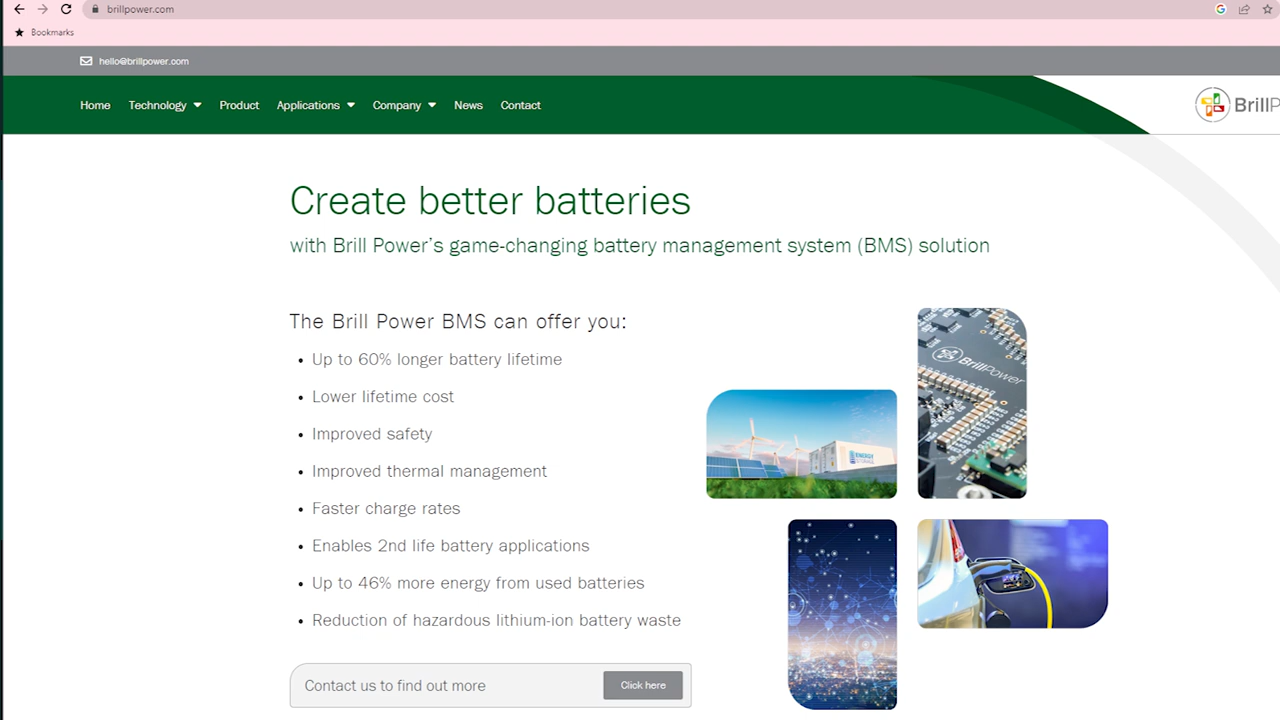 brillpower.com
Bookmarks
hello@brillpower.com
Home Technology Product Applications Company News Contact
BrillP
Create better batteries
with Brill Power's game-changing battery management system (BMS) solution
The Brill Power BMS can offer you:
• Up to 60% longer battery lifetime
• Lower lifetime cost
• Improved safety
• Improved thermal management
• Faster charge rates
• Enables 2nd life battery applications
• Up to 46% more energy from used batteries
• Reduction of hazardous lithium-ion battery waste
BrillPower
ENERGY
STORAGE
Contact us to find out more
Click here